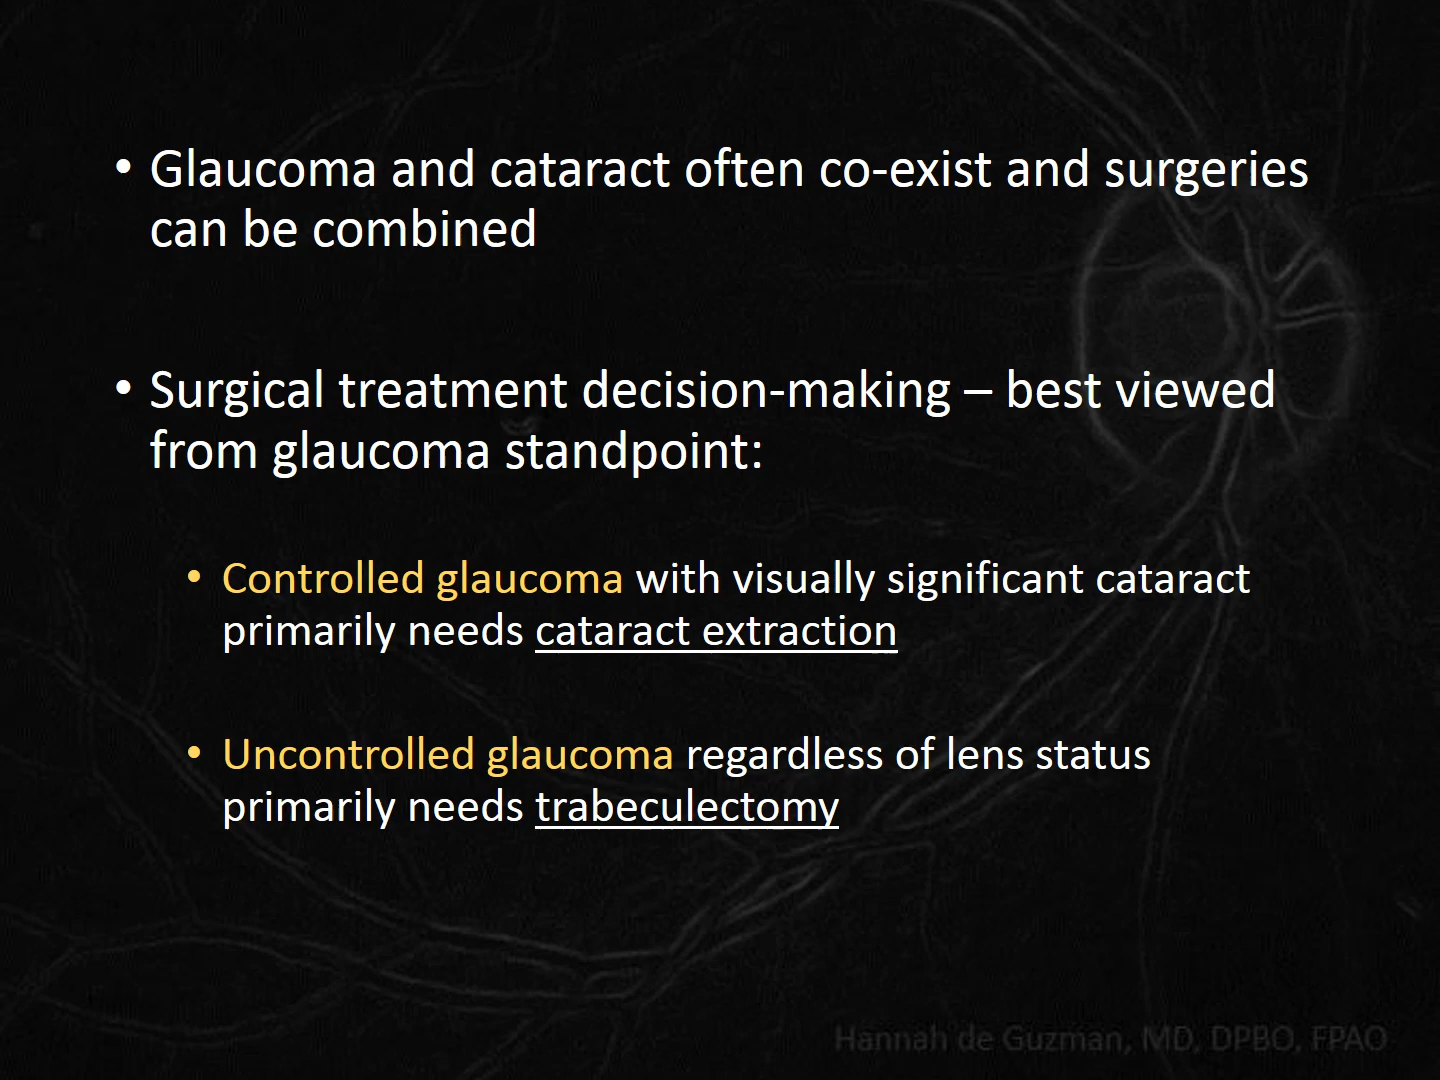 • Glaucoma and cataract often co-exist and surgeries
can be combined
• Surgical treatment decision-making – best viewed
from glaucoma standpoint:
• Controlled glaucoma with visually significant cataract
primarily needs cataract extraction
• Uncontrolled glaucoma regardless of lens status
primarily needs trabeculectomy
Hannah de Guzman, MD, DPBO, FPAO